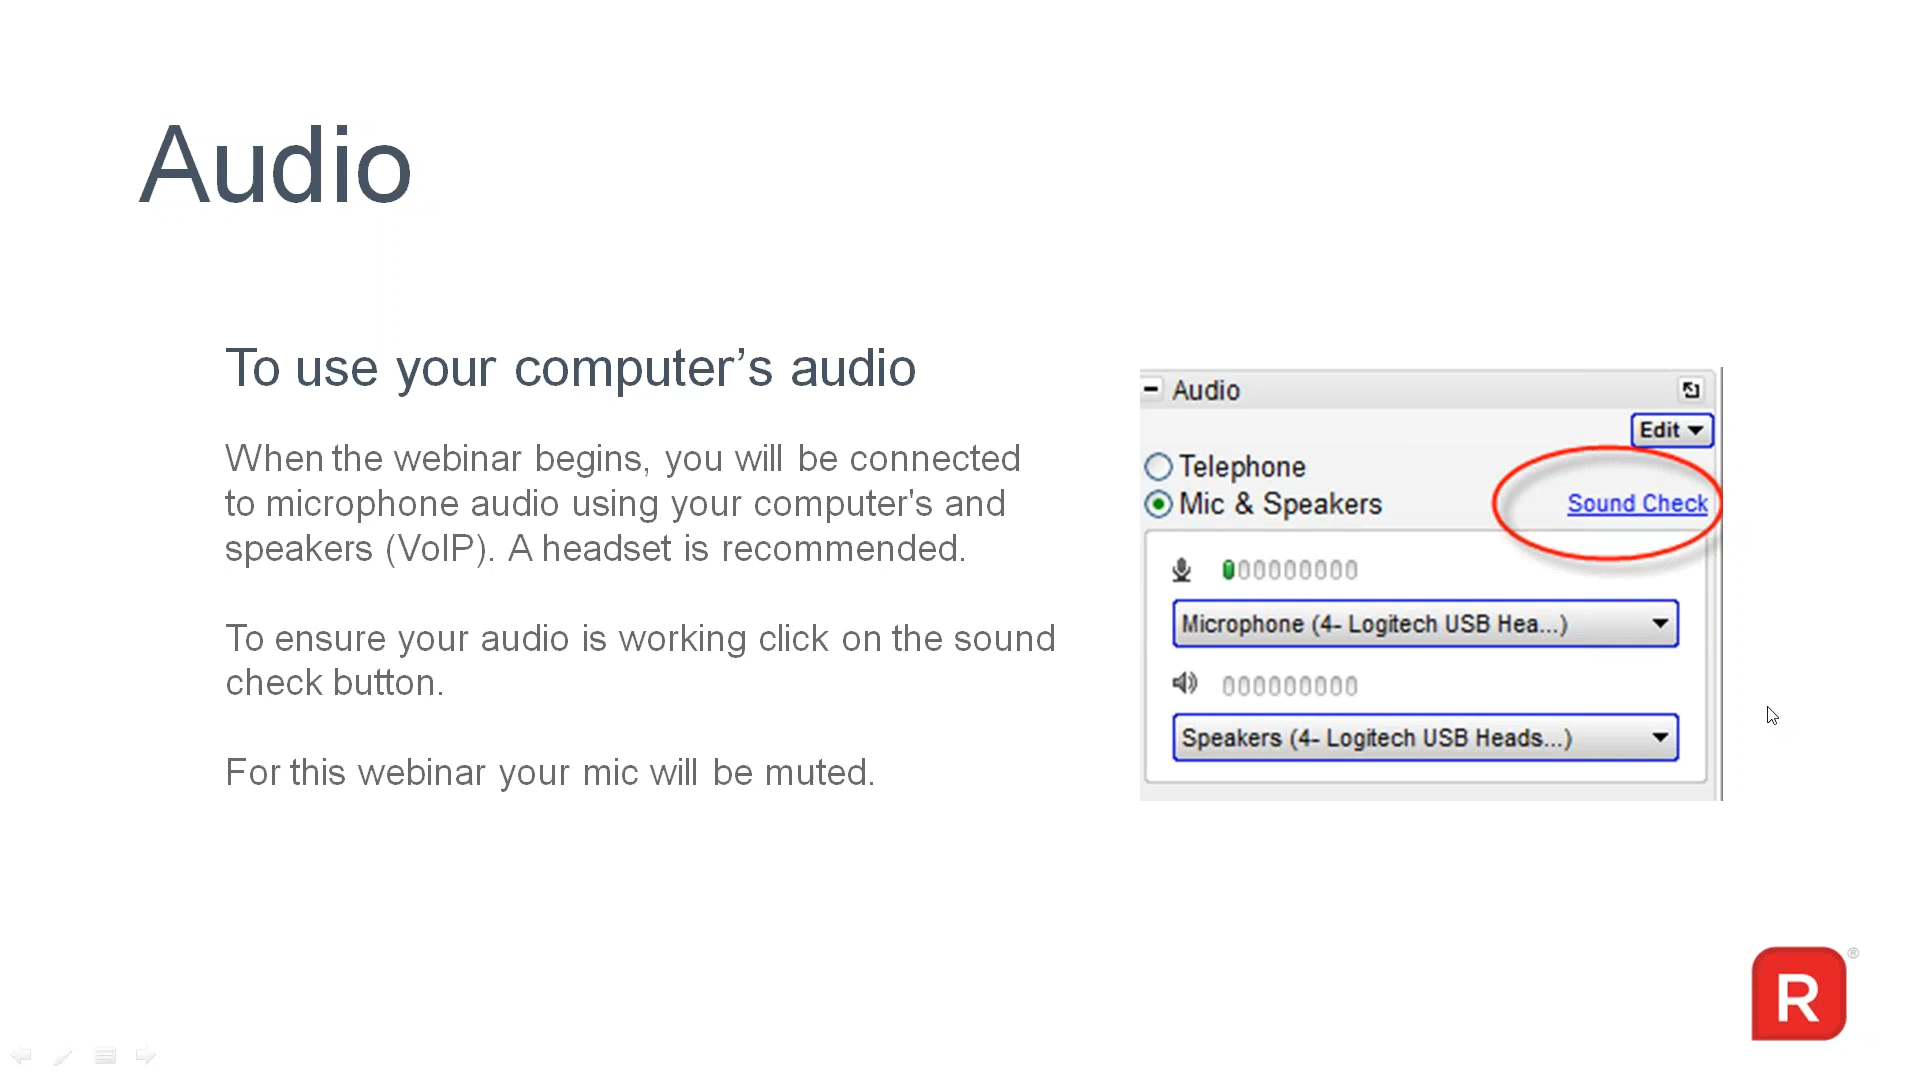 Audio
To use your computer’s audio
When the webinar begins, you will be connected
to microphone audio using your computer's and
speakers (VoIP). A headset is recommended.
To ensure your audio is working click on the sound
check button.
For this webinar your mic will be muted.
Audio
Edit
Telephone
Mic & Speakers
Sound Check
Microphone (4- Logitech USB Hea...)
Speakers (4- Logitech USB Heads...)
R®